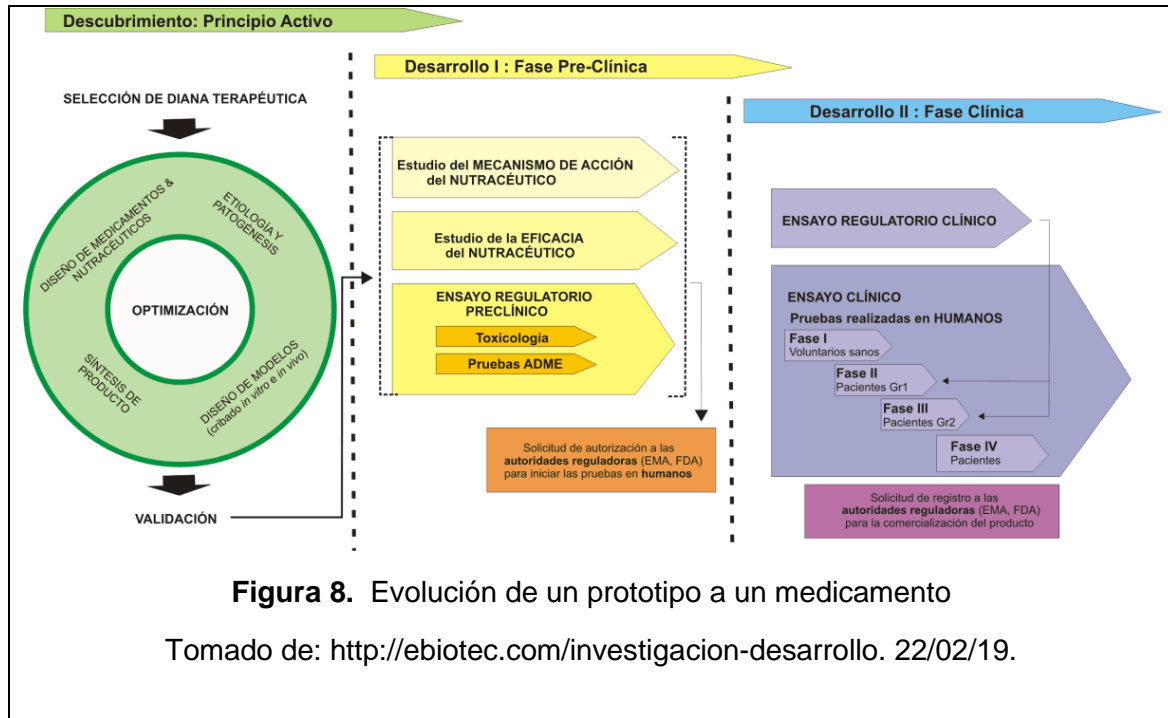 Descubrimiento: Principio Activo
SELECCIÓN DE DIANA TERAPÉUTICA
DISEÑO DE MEDICAMENTOS &
NUTRACÉUTICOS
ETIOLOGÍA Y
PATOGÉNESIS
OPTIMIZACIÓN
SÍNTESIS DE
PRODUCTO
DISEÑO DE MODELOS
(cribado in vitro e in vivo)
VALIDACIÓN
Desarrollo I : Fase Pre-Clínica
Estudio del MECANISMO DE ACCIÓN
del NUTRACÉUTICO
Estudio de la EFICACIA
del NUTRACÉUTICO
ENSAYO REGULATORIO
PRECLÍNICO
Toxicología
Pruebas ADME
Solicitud de autorización a las
autoridades reguladoras (EMA, FDA)
para iniciar las pruebas en humanos
Desarrollo II : Fase Clínica
ENSAYO REGULATORIO CLÍNICO
ENSAYO CLÍNICO
Pruebas realizadas en HUMANOS
Fase I
Voluntarios sanos
Fase II
Pacientes Gr1
Fase III
Pacientes Gr2
Fase IV
Pacientes
Solicitud de registro a las
autoridades reguladoras (EMA, FDA)
para la comercialización del producto
Figura 8. Evolución de un prototipo a un medicamento
Tomado de: http://ebiotec.com/investigacion-desarrollo. 22/02/19.